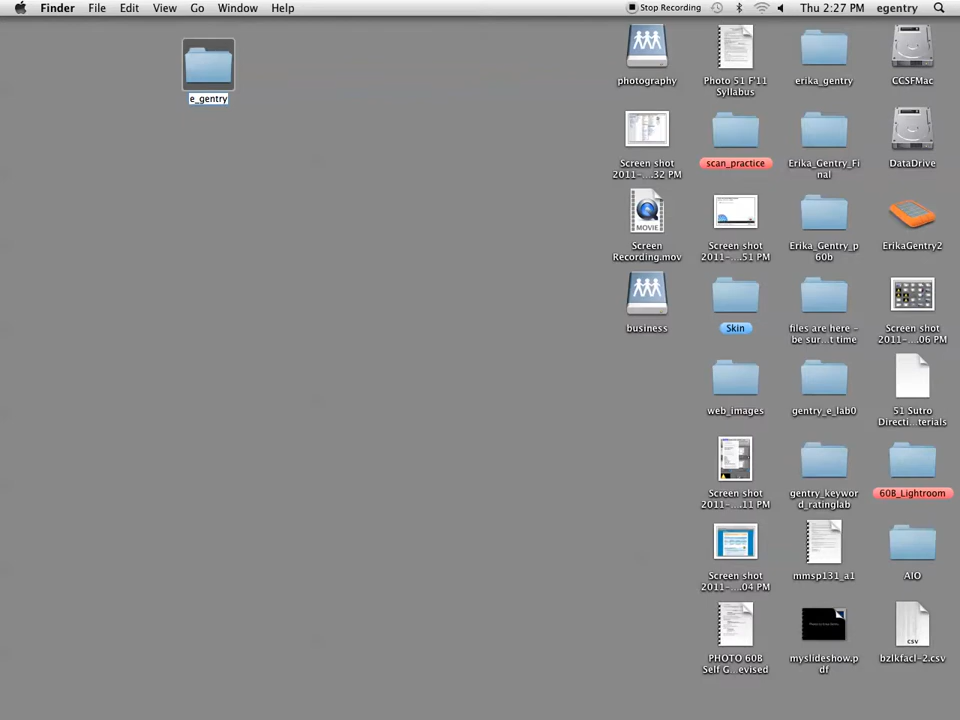 Finder File Edit View Go Window Help Stop Recording Thu 2:27 PM egentry
e_gentry
photography
Photo 51 F'11
Syllabus
erika_gentry
CCSFMac
Screen shot
2011-....32 PM
scan_practice
Erika_Gentry_Fi
nal
DataDrive
MOVIE
Screen
Recording.mov
Screen shot
2011-....51 PM
Erika_Gentry_p
60b
ErikaGentry2
business
Skin
files are here -
be sur...t time
Screen shot
2011-....06 PM
web_images
gentry_e_lab0
51 Sutro
Directi...terials
Screen shot
2011-....11 PM
gentry_keywor
d_ratinglab
60B_Lightroom
Screen shot
2011-....04 PM
mmsp131_a1
AIO
PHOTO 60B
Self G...evised
myslideshow.p
df
CSV
bzlkfacl-2.csv